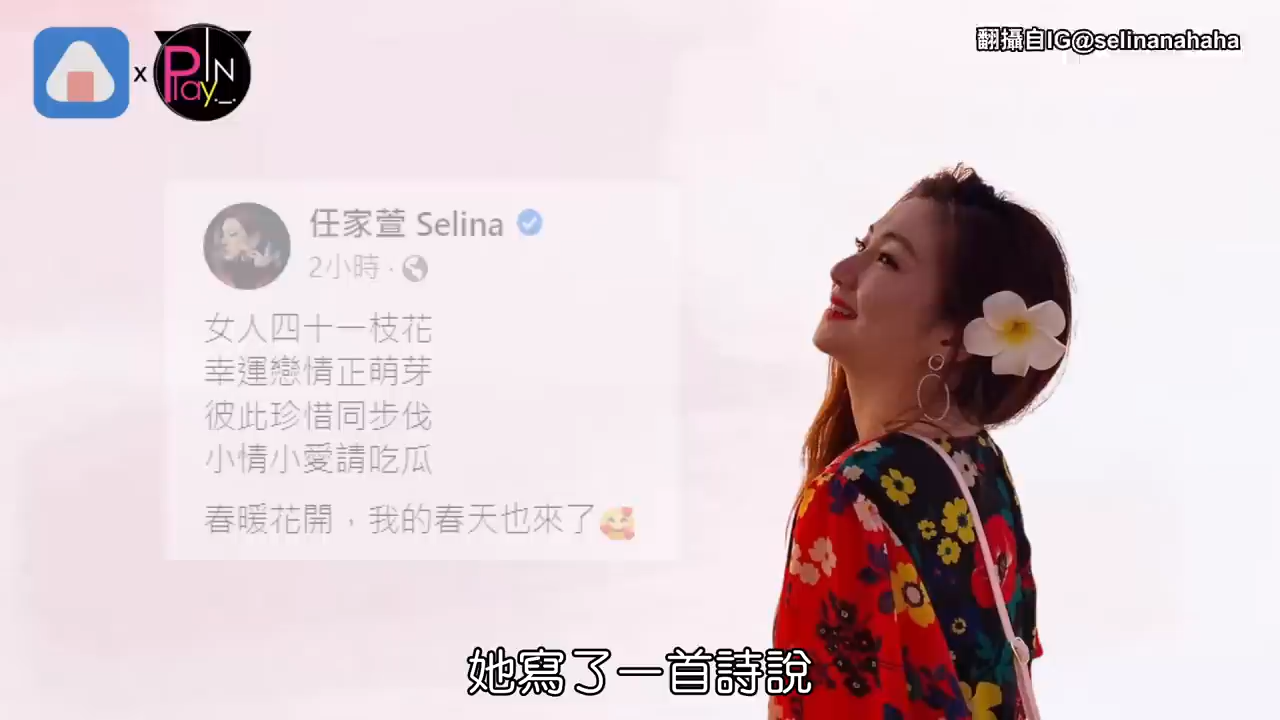 x
Play IN
翻攝自IG@selinanahaha
任家萱 Selina
2小時 ·
女人四十一枝花
幸運戀情正萌芽
彼此珍惜同步伐
小情小愛請吃瓜
春暖花開，我的春天也來了
她寫了一首詩說